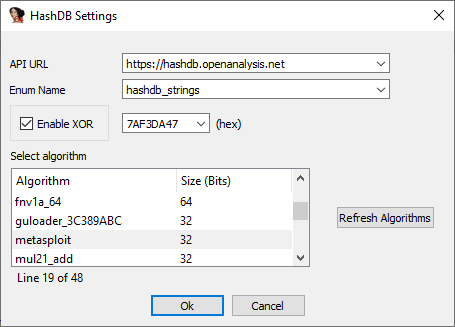 HashDB Settings
API URL https://hashdb.openanalysis.net
Enum Name hashdb_strings
Enable XOR 7AF3DA47 (hex)
Select algorithm
Algorithm Size (Bits)
fnv1a_64 64
guloader_3C389ABC 32
metasploit 32
mul21_add 32
Refresh Algorithms
Line 19 of 48
Ok Cancel